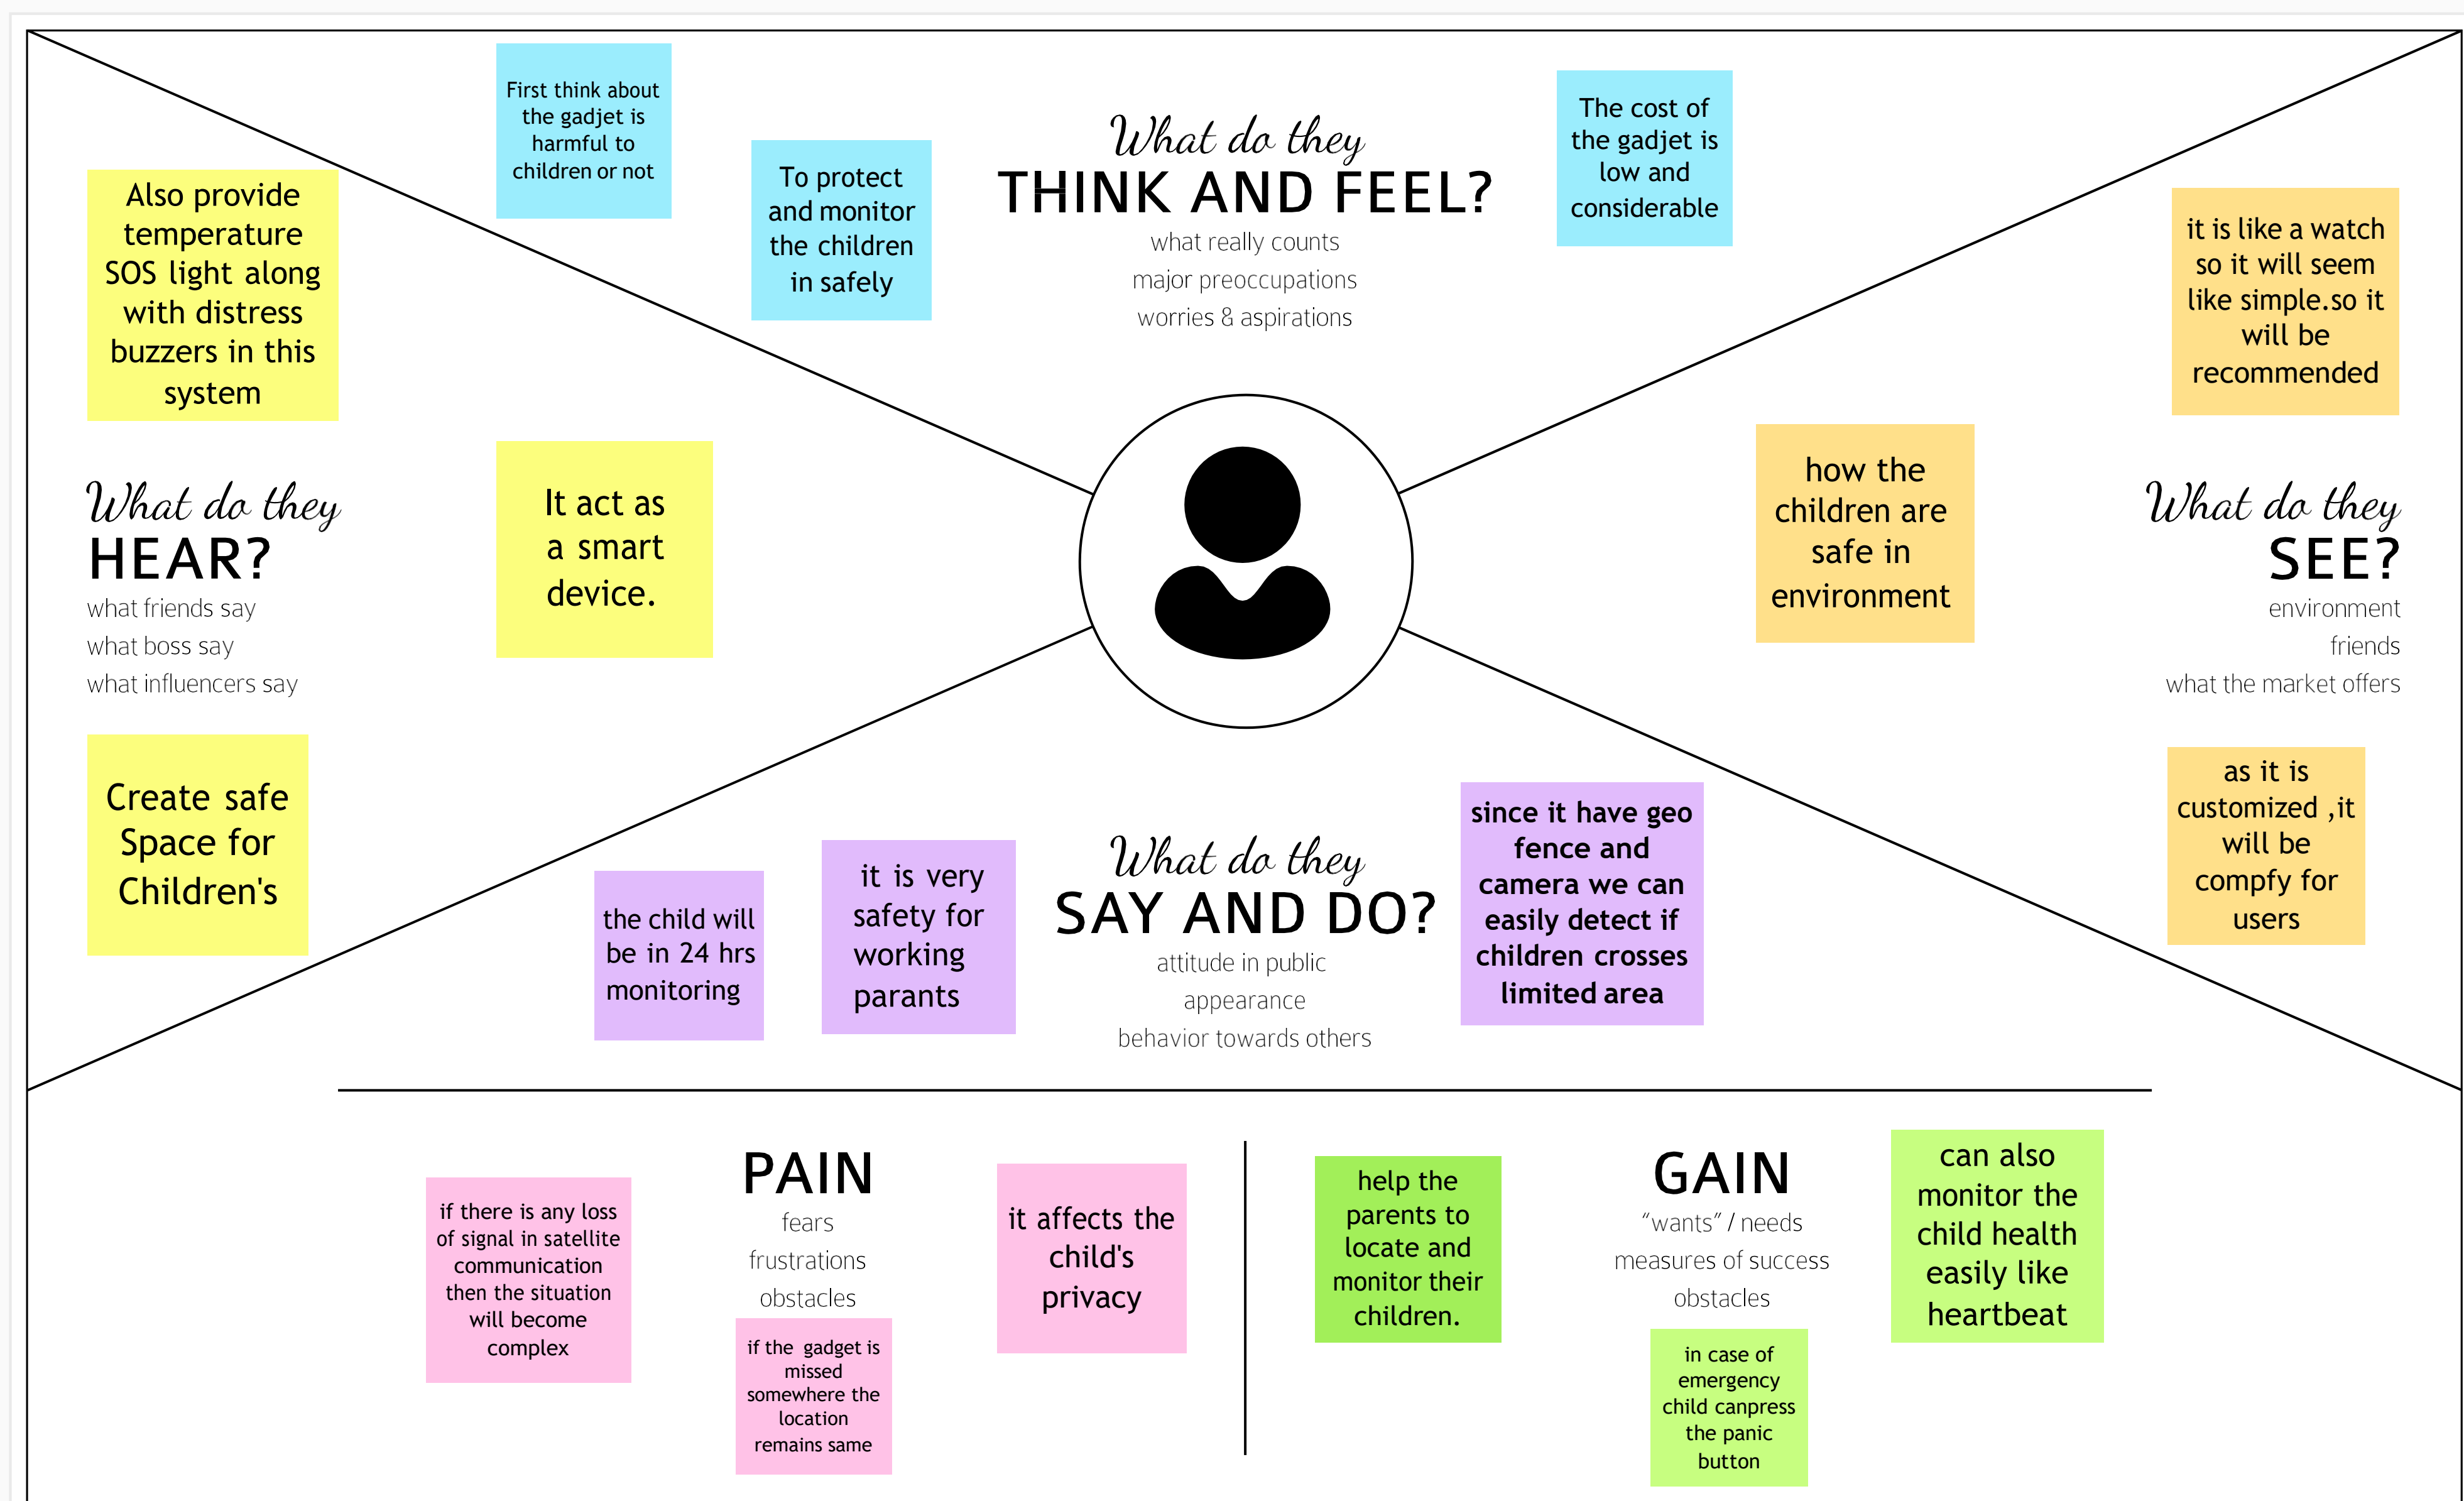 First think about
the gadjet is
harmful to
children or not
To protect
and monitor
the children
in safely
What do they
THINK AND FEEL?
what really counts
major preoccupations
worries & aspirations
The cost of
the gadjet is
low and
considerable
Also provide
temperature
SOS light along
with distress
buzzers in this
system
What do they
HEAR?
what friends say
what boss say
what influencers say
It act as
a smart
device.
Create safe
Space for
Children's
it is like a watch
so it will seem
like simple.so it
will be
recommended
how the
children are
safe in
environment
What do they
SEE?
environment
friends
what the market offers
as it is
customized ,it
will be
compfy for
users
the child will
be in 24 hrs
monitoring
it is very
safety for
working
parants
What do they
SAY AND DO?
attitude in public
appearance
behavior towards others
since it have geo
fence and
camera we can
easily detect if
children crosses
limited area
PAIN
fears
frustrations
obstacles
if there is any loss
of signal in satellite
communication
then the situation
will become
complex
if the gadget is
missed
somewhere the
location
remains same
it affects the
child's
privacy
help the
parents to
locate and
monitor their
children.
GAIN
"wants" / needs
measures of success
obstacles
in case of
emergency
child canpress
the panic
button
can also
monitor the
child health
easily like
heartbeat